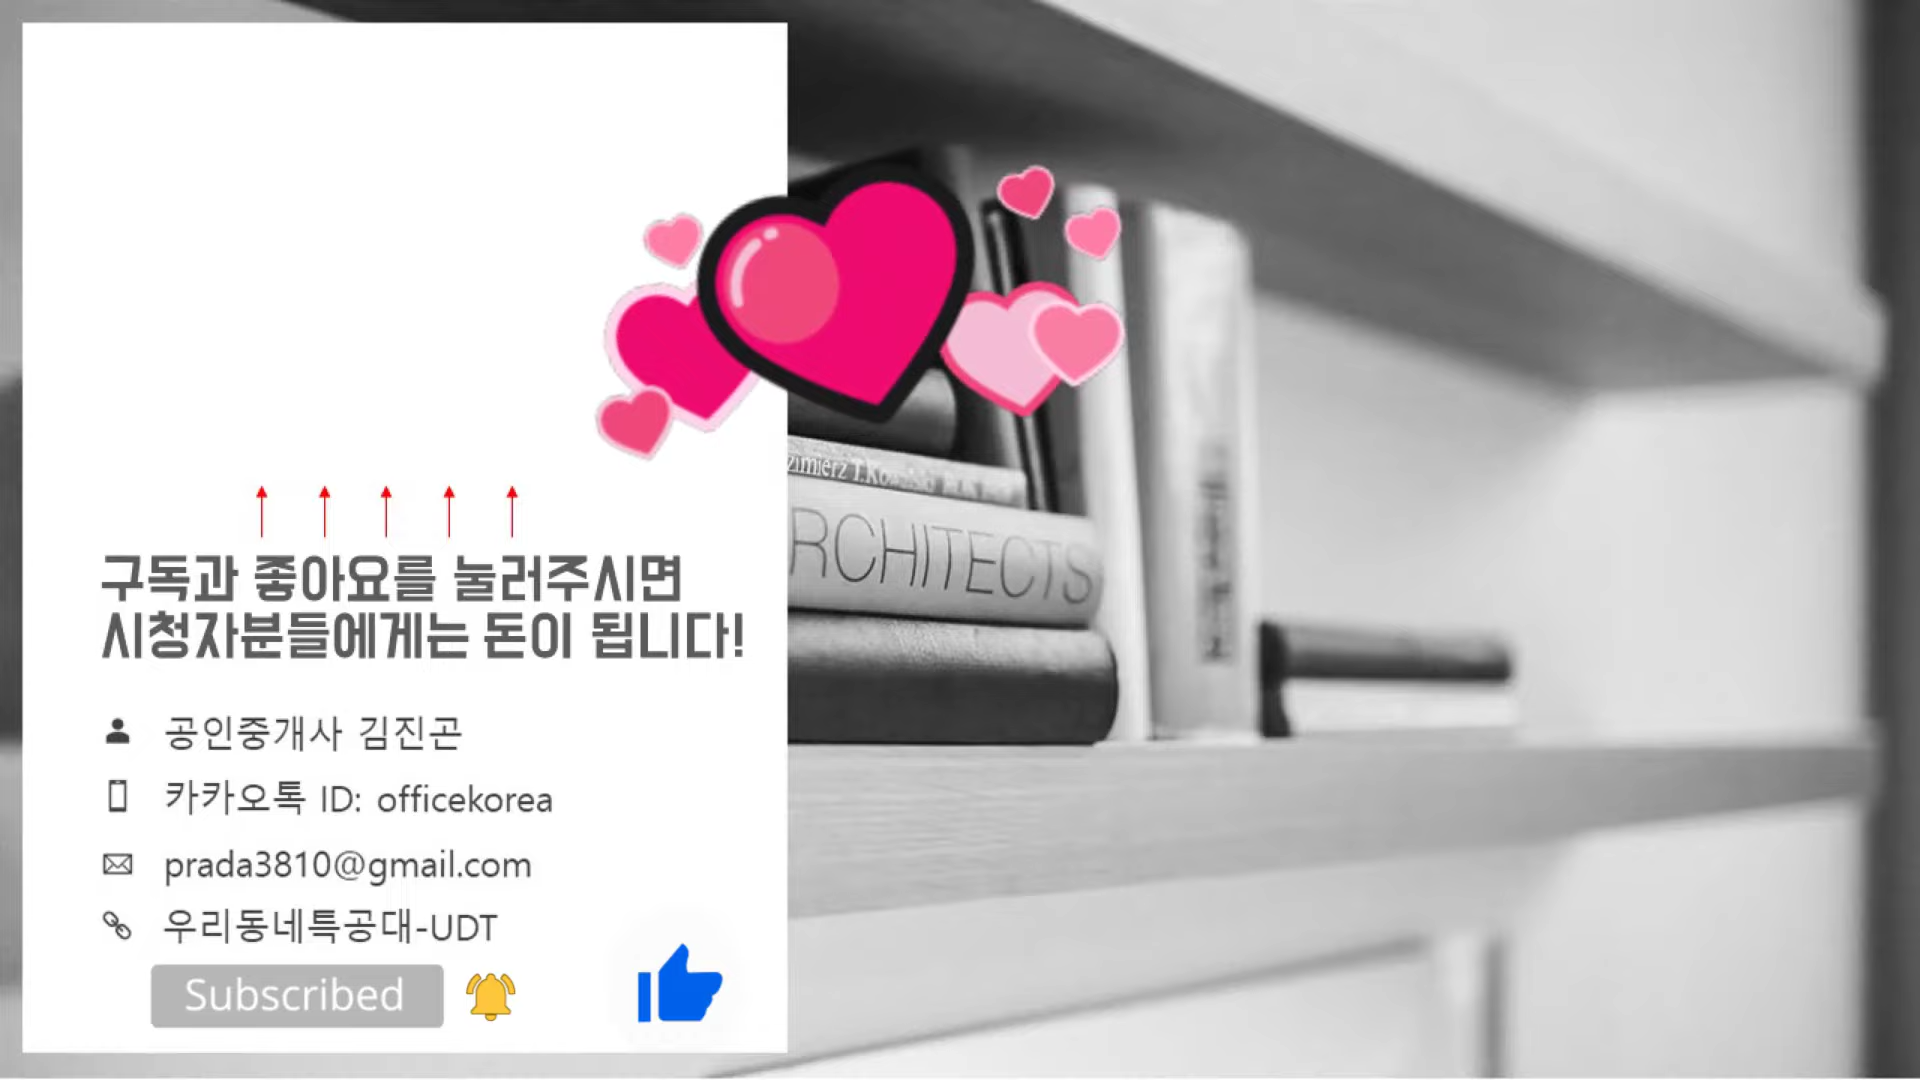 구독과 좋아요를 눌러주시면
시청자분들에게는 돈이 됩니다!
공인중개사 김진곤
카카오톡 ID: officekorea
prada3810@gmail.com
우리동네특공대-UDT
Subscribed
zimierz T.Kowalski
RCHITECTS